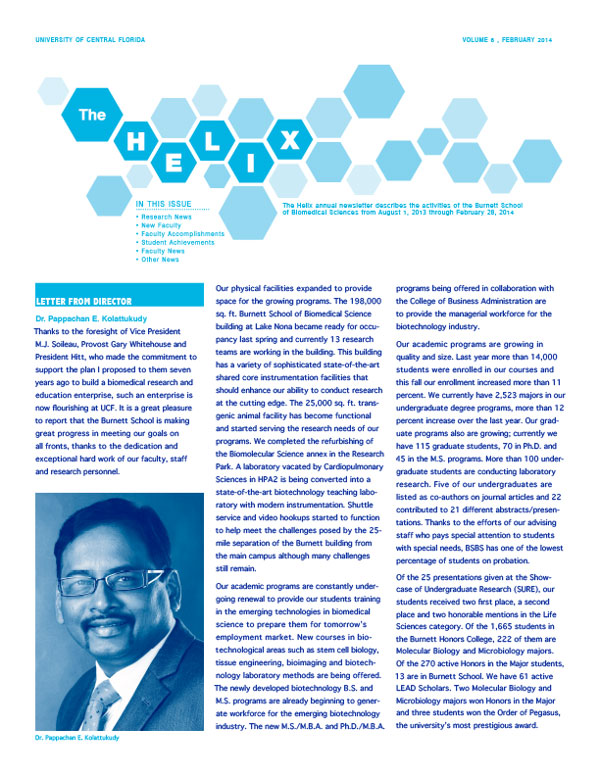 UNIVERSITY OF CENTRAL FLORIDA
VOLUME 6 , FEBRUARY 2014
The
HELIX
IN THIS ISSUE
• Research News
• New Faculty
• Faculty Accomplishments
• Student Achievements
• Faculty News
• Other News
The Helix annual newsletter describes the activities of the Burnett School
of Biomedical Sciences from August 1, 2013 through February 28, 2014
LETTER FROM DIRECTOR
Dr. Pappachan E. Kolattukudy
Thanks to the foresight of Vice President
M.J. Soileau, Provost Gary Whitehouse and
President Hitt, who made the commitment to
support the plan I proposed to them seven
years ago to build a biomedical research and
education enterprise, such an enterprise is
now flourishing at UCF. It is a great pleasure
to report that the Burnett School is making
great progress in meeting our goals on
all fronts, thanks to the dedication and
exceptional hard work of our faculty, staff
and research personnel.
Dr. Pappachan E. Kolattukudy
Our physical facilities expanded to provide
space for the growing programs. The 198,000
sq. ft. Burnett School of Biomedical Science
building at Lake Nona became ready for occu-
pancy last spring and currently 13 research
teams are working in the building. This building
has a variety of sophisticated state-of-the-art
shared core instrumentation facilities that
should enhance our ability to conduct research
at the cutting edge. The 25,000 sq. ft. trans-
genic animal facility has become functional
and started serving the research needs of our
programs. We completed the refurbishing of
the Biomolecular Science annex in the Research
Park. A laboratory vacated by Cardiopulmonary
Sciences in HPA2 is being converted into a
state-of-the-art biotechnology teaching labo-
ratory with modern instrumentation. Shuttle
service and video hookups started to function
to help meet the challenges posed by the 25-
mile separation of the Burnett building from
the main campus although many challenges
still remain.
Our academic programs are constantly under-
going renewal to provide our students training
in the emerging technologies in biomedical
science to prepare them for tomorrow's
employment market. New courses in bio-
technological areas such as stem cell biology,
tissue engineering, bioimaging and biotech-
nology laboratory methods are being offered.
The newly developed biotechnology B.S. and
M.S. programs are already beginning to gener-
ate workforce for the emerging biotechnology
industry. The new M.S./M.B.A. and Ph.D./M.B.A.
programs being offered in collaboration with
the College of Business Administration are
to provide the managerial workforce for the
biotechnology industry.
Our academic programs are growing in
quality and size. Last year more than 14,000
students were enrolled in our courses and
this fall our enrollment increased more than 11
percent. We currently have 2,523 majors in our
undergraduate degree programs, more than 12
percent increase over the last year. Our grad-
uate programs also are growing; currently we
have 115 graduate students, 70 in Ph.D. and
45 in the M.S. programs. More than 100 under-
graduate students are conducting laboratory
research. Five of our undergraduates are
listed as co-authors on journal articles and 22
contributed to 21 different abstracts/presen-
tations. Thanks to the efforts of our advising
staff who pays special attention to students
with special needs, BSBS has one of the lowest
percentage of students on probation.
Of the 25 presentations given at the Show-
case of Undergraduate Research (SURE), our
students received two first place, a second
place and two honorable mentions in the Life
Sciences category. Of the 1,665 students in
the Burnett Honors College, 222 of them are
Molecular Biology and Microbiology majors.
Of the 270 active Honors in the Major students,
13 are in Burnett School. We have 61 active
LEAD Scholars. Two Molecular Biology and
Microbiology majors won Honors in the Major
and three students won the Order of Pegasus,
the university's most prestigious award.